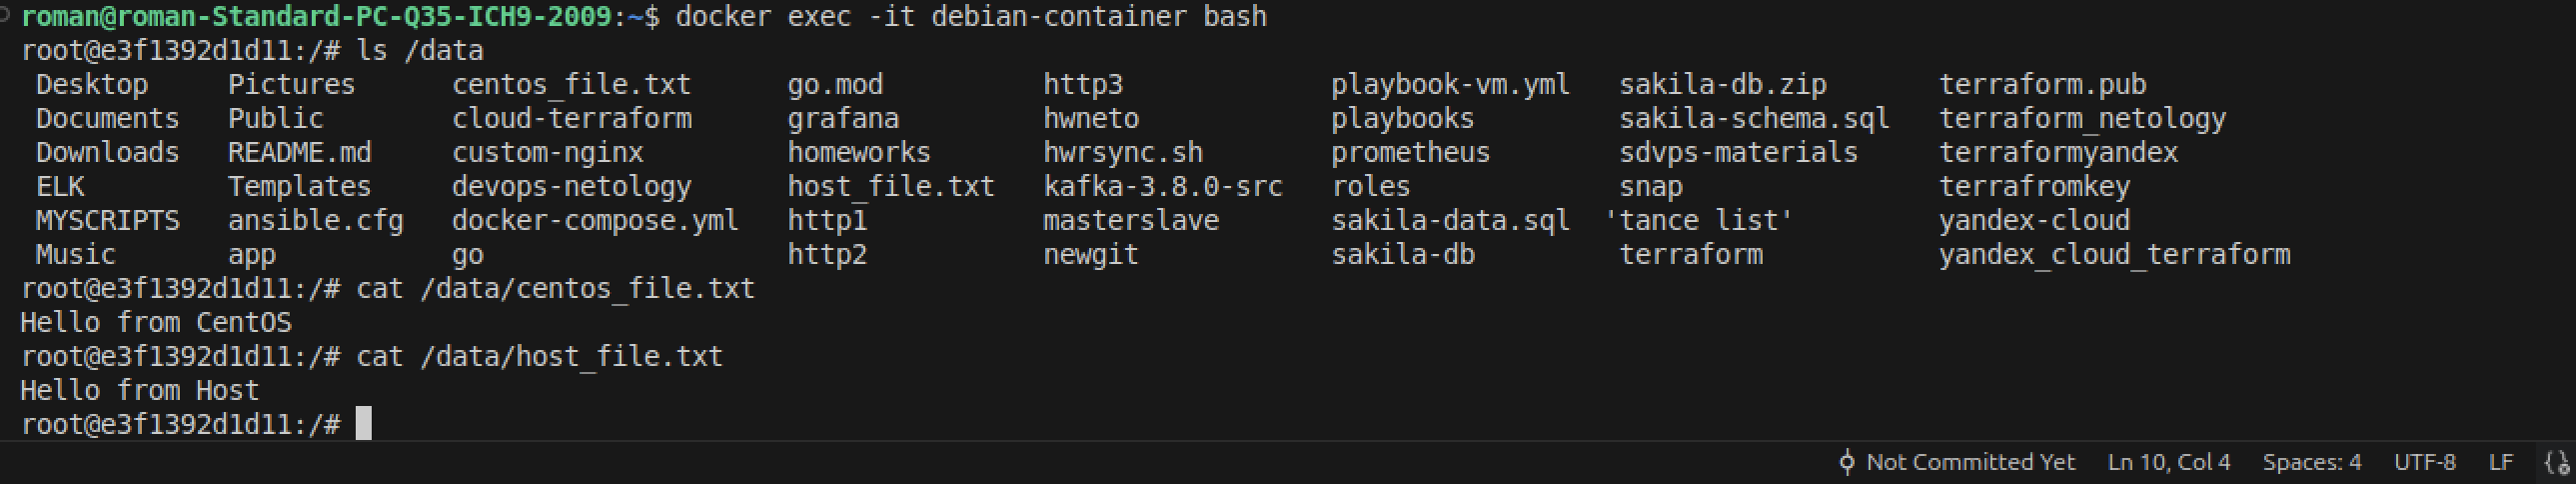 roman@roman-Standard-PC-Q35-ICH9-2009:~$ docker exec -it debian-container bash
root@e3f1392d1d11:/# ls /data
 Desktop     Pictures      centos_file.txt      go.mod          http3            playbook-vm.yml   sakila-db.zip       terraform.pub
 Documents   Public        cloud-terraform      grafana         hwneto           playbooks         sakila-schema.sql   terraform_netology
 Downloads   README.md     custom-nginx         homeworks       hwrsync.sh       prometheus        sdvps-materials     terraformyandex
 ELK         Templates     devops-netology      host_file.txt   kafka-3.8.0-src  roles             snap                terrafromkey
 MYSCRIPTS   ansible.cfg   docker-compose.yml   http1           masterslave      sakila-data.sql  'tance list'         yandex-cloud
 Music       app           go                   http2           newgit           sakila-db         terraform           yandex_cloud_terraform
root@e3f1392d1d11:/# cat /data/centos_file.txt
Hello from CentOS
root@e3f1392d1d11:/# cat /data/host_file.txt
Hello from Host
root@e3f1392d1d11:/#
Not Committed Yet   Ln 10, Col 4   Spaces: 4   UTF-8   LF   {}